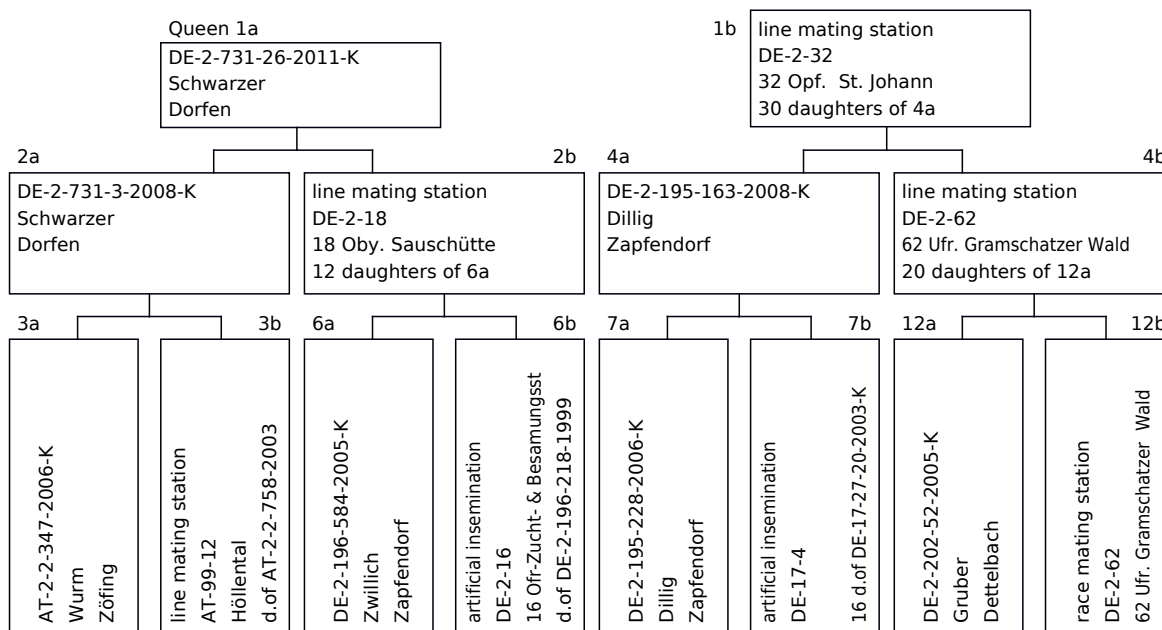 Queen 1a
DE-2-731-26-2011-K
Schwarzer
Dorfen
1b
line mating station
DE-2-32
32 Opf. St. Johann
30 daughters of 4a
2a
DE-2-731-3-2008-K
Schwarzer
Dorfen
2b
line mating station
DE-2-18
18 Oby. Sauschütte
12 daughters of 6a
4a
DE-2-195-163-2008-K
Dillig
Zapfendorf
4b
line mating station
DE-2-62
62 Ufr. Gramschatzer Wald
20 daughters of 12a
3a
AT-2-2-347-2006-K
Wurm
Zöfing
3b
line mating station
AT-99-12
Höllental
d.of AT-2-2-758-2003
6a
DE-2-196-584-2005-K
Zwillich
Zapfendorf
6b
artificial insemination
DE-2-16
16 Ofr-Zucht- & Besamungsst
d.of DE-2-196-218-1999
7a
DE-2-195-228-2006-K
Dillig
Zapfendorf
7b
artificial insemination
DE-17-4
16 d.of DE-17-27-20-2003-K
12a
DE-2-202-52-2005-K
Gruber
Dettelbach
12b
race mating station
DE-2-62
62 Ufr. Gramschatzer Wald